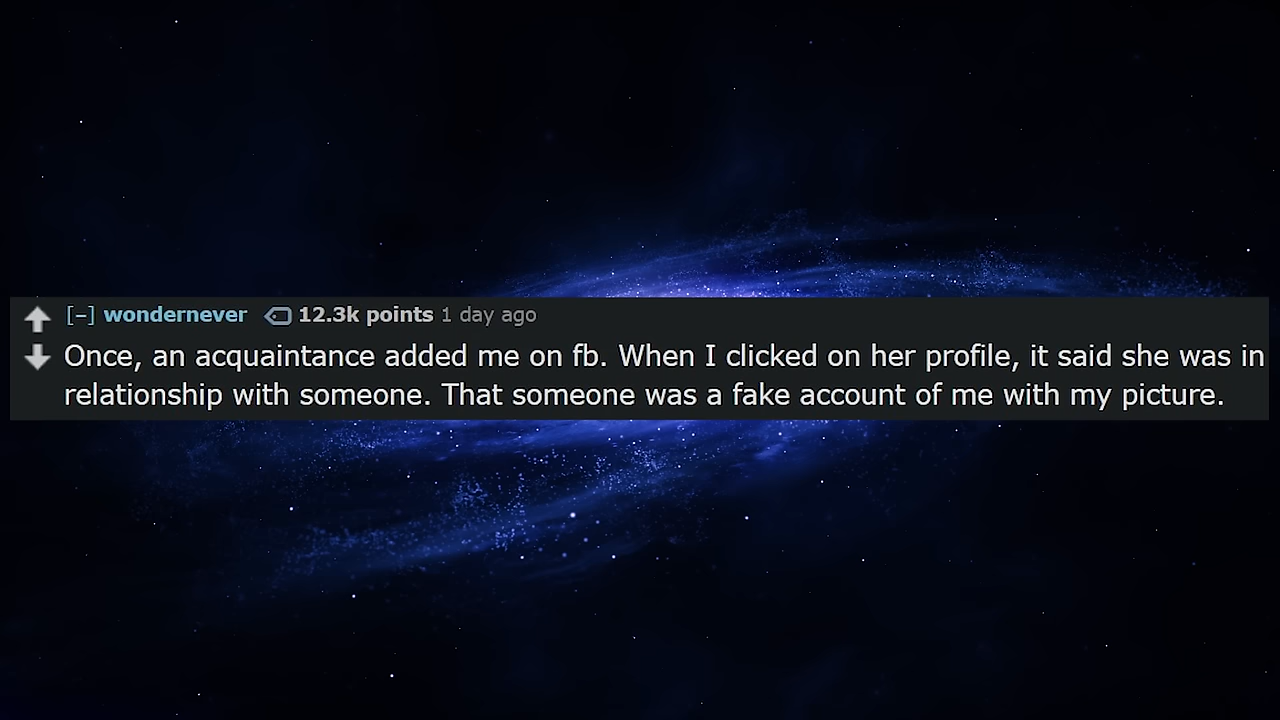 [–] wondernever 12.3k points 1 day ago
Once, an acquaintance added me on fb. When I clicked on her profile, it said she was in
relationship with someone. That someone was a fake account of me with my picture.